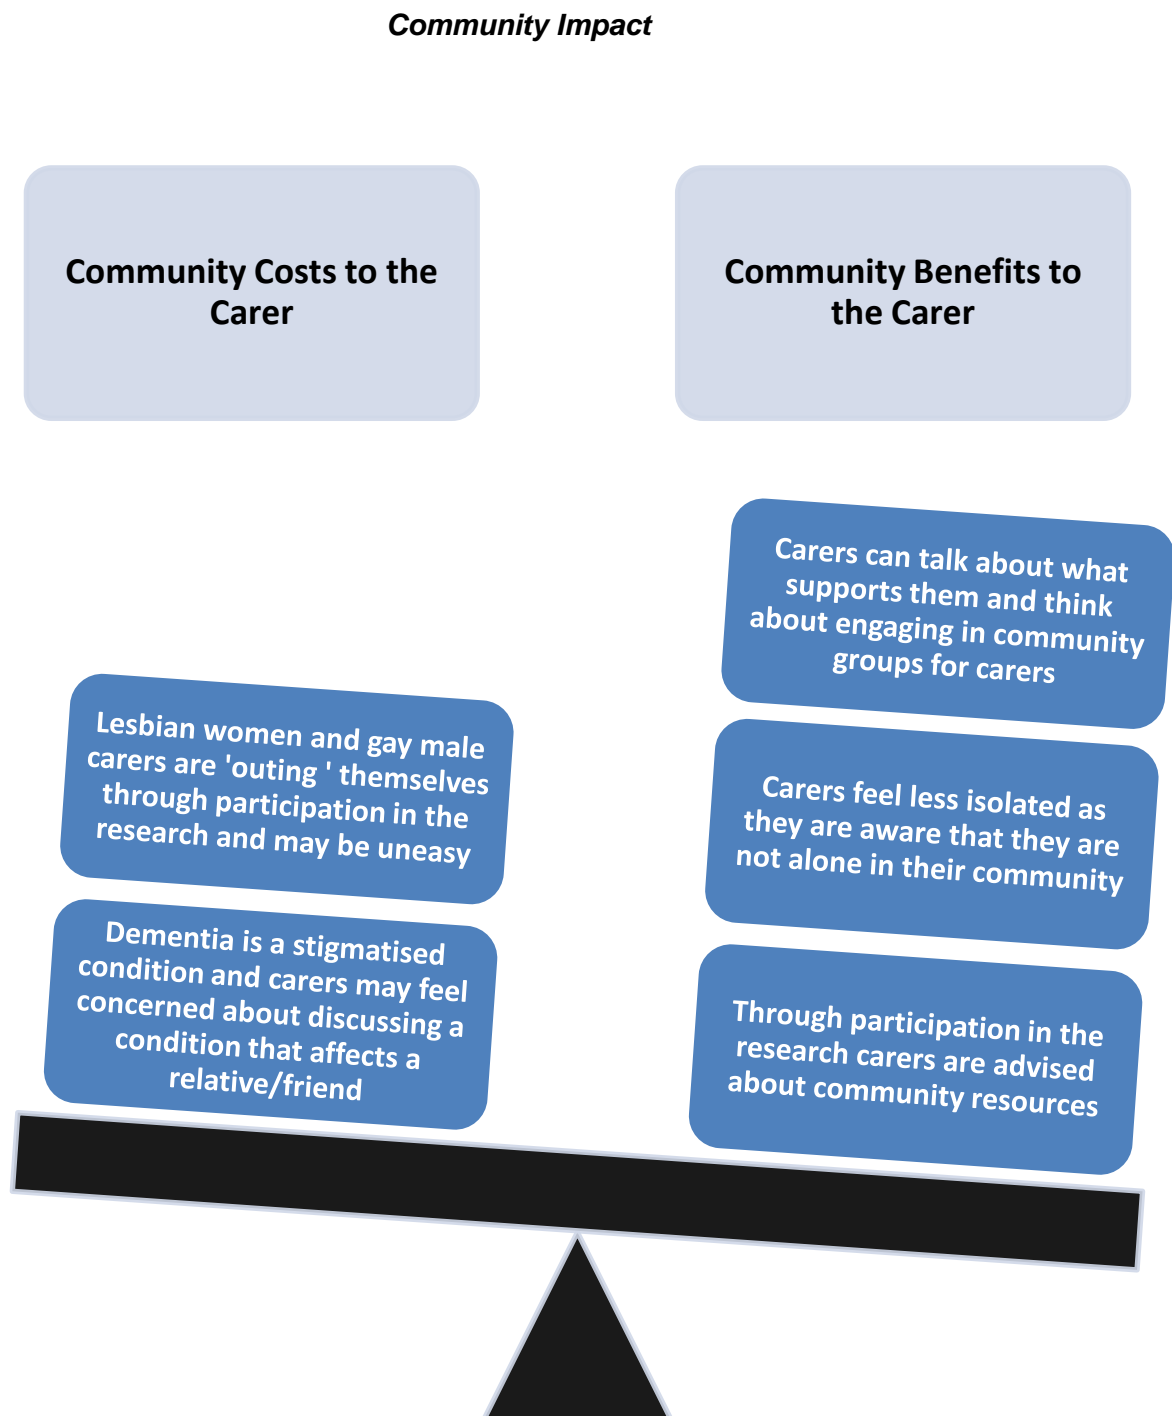 Community Impact
Community Costs to the
Carer
Community Benefits to
the Carer
Lesbian women and gay male
carers are 'outing ' themselves
through participation in the
research and may be uneasy
Dementia is a stigmatised
condition and carers may feel
concerned about discussing a
condition that affects a
relative/friend
Carers can talk about what
supports them and think
about engaging in community
groups for carers
Carers feel less isolated as
they are aware that they are
not alone in their community
Through participation in the
research carers are advised
about community resources